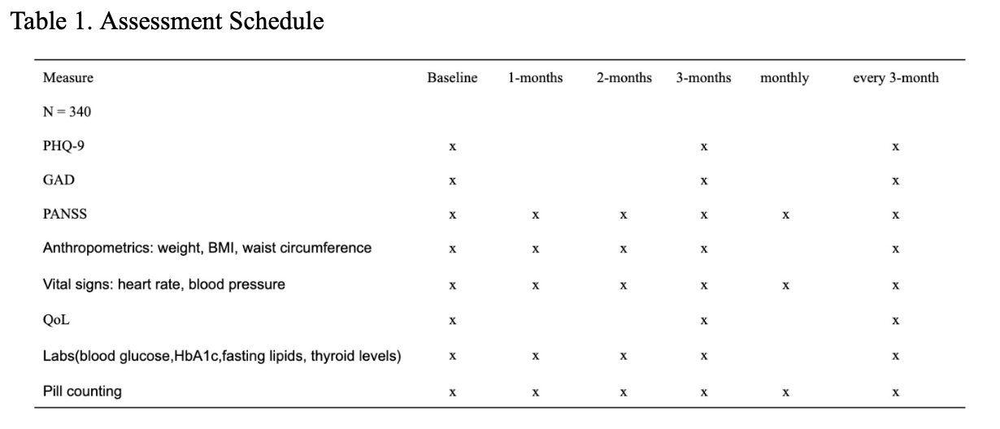 Table 1. Assessment Schedule
Measure Baseline 1-months 2-months 3-months monthly every 3-month
N = 340
PHQ-9 x x x
GAD x x x
PANSS x x x x x x
Anthropometrics: weight, BMI, waist circumference x x x x x
Vital signs: heart rate, blood pressure x x x x x x
QoL x x x
Labs(blood glucose,HbA1c,fasting lipids, thyroid levels) x x x x x
Pill counting x x x x x x